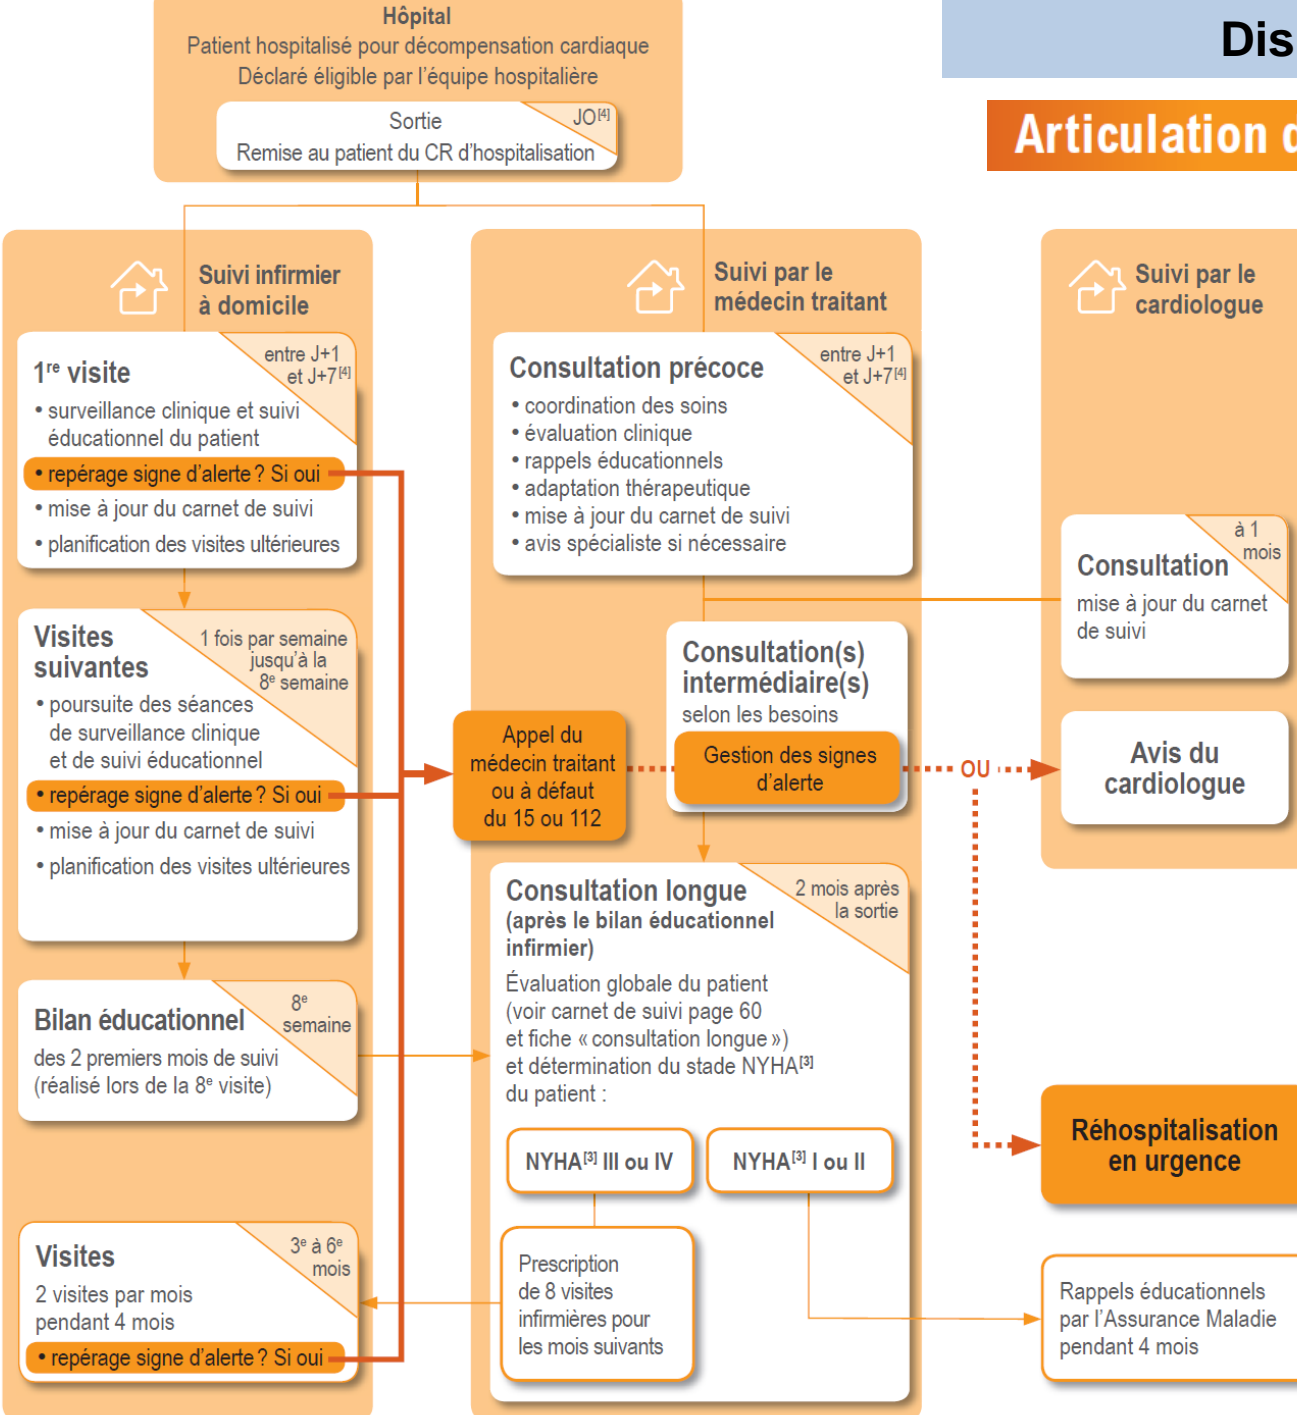 Hôpital
Patient hospitalisé pour décompensation cardiaque
Déclaré éligible par l'équipe hospitalière
Sortie
JO[4]
Remise au patient du CR d'hospitalisation
Dis
Articulation d
Suivi infirmier
à domicile
1re visite
entre J+1
et J+7[4]
• surveillance clinique et suivi
éducationnel du patient
• repérage signe d'alerte ? Si oui
• mise à jour du carnet de suivi
• planification des visites ultérieures
Visites
suivantes
1 fois par semaine
jusqu'à la
8e semaine
• poursuite des séances
de surveillance clinique
et de suivi éducationnel
• repérage signe d'alerte ? Si oui
• mise à jour du carnet de suivi
• planification des visites ultérieures
Bilan éducationnel
8e
semaine
des 2 premiers mois de suivi
(réalisé lors de la 8e visite)
Visites
3e à 6e
mois
2 visites par mois
pendant 4 mois
• repérage signe d'alerte ? Si oui
Suivi par le
médecin traitant
Consultation précoce
entre J+1
et J+7[4]
• coordination des soins
• évaluation clinique
• rappels éducationnels
• adaptation thérapeutique
• mise à jour du carnet de suivi
• avis spécialiste si nécessaire
Consultation(s)
intermédiaire(s)
selon les besoins
Gestion des signes
d'alerte
Appel du
médecin traitant
ou à défaut
du 15 ou 112
OU
Consultation longue
(après le bilan éducationnel
infirmier)
2 mois après
la sortie
Évaluation globale du patient
(voir carnet de suivi page 60
et fiche « consultation longue »)
et détermination du stade NYHA[3]
du patient :
NYHA[3] III ou IV
NYHA[3] I ou II
Prescription
de 8 visites
infirmières pour
les mois suivants
Suivi par le
cardiologue
Consultation
à 1
mois
mise à jour du carnet
de suivi
Avis du
cardiologue
Réhospitalisation
en urgence
Rappels éducationnels
par l'Assurance Maladie
pendant 4 mois